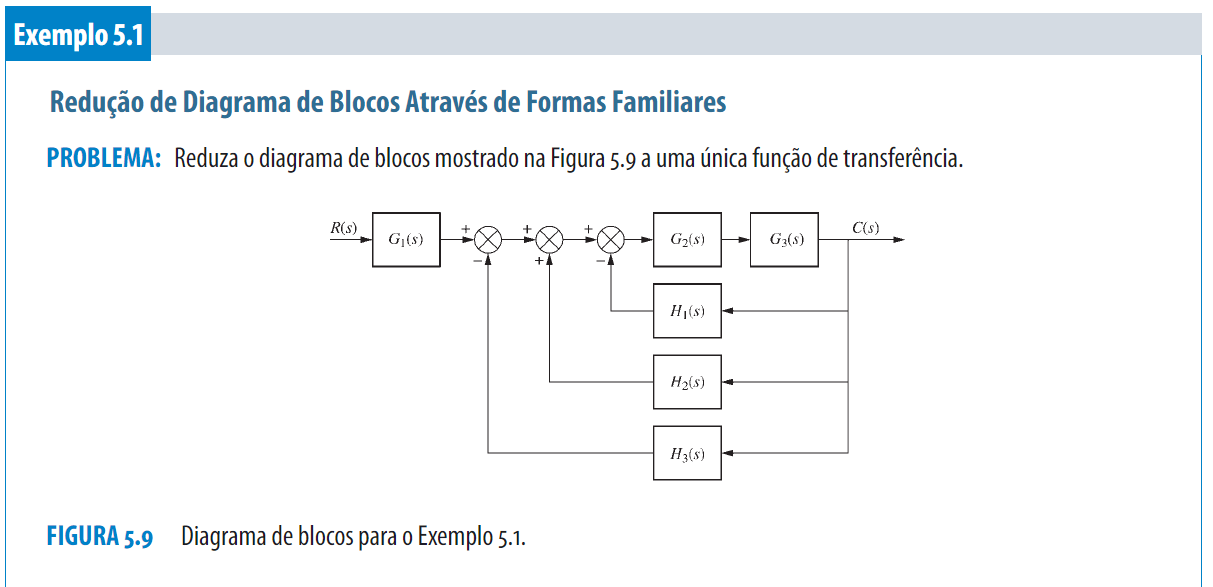 Exemplo 5.1
Redução de Diagrama de Blocos Através de Formas Familiares
PROBLEMA: Reduza o diagrama de blocos mostrado na Figura 5.9 a uma única função de transferência.
R(s) G₁(s) + − + + + − G₂(s) G₃(s) C(s)
H₁(s)
H₂(s)
H₃(s)
FIGURA 5.9 Diagrama de blocos para o Exemplo 5.1.